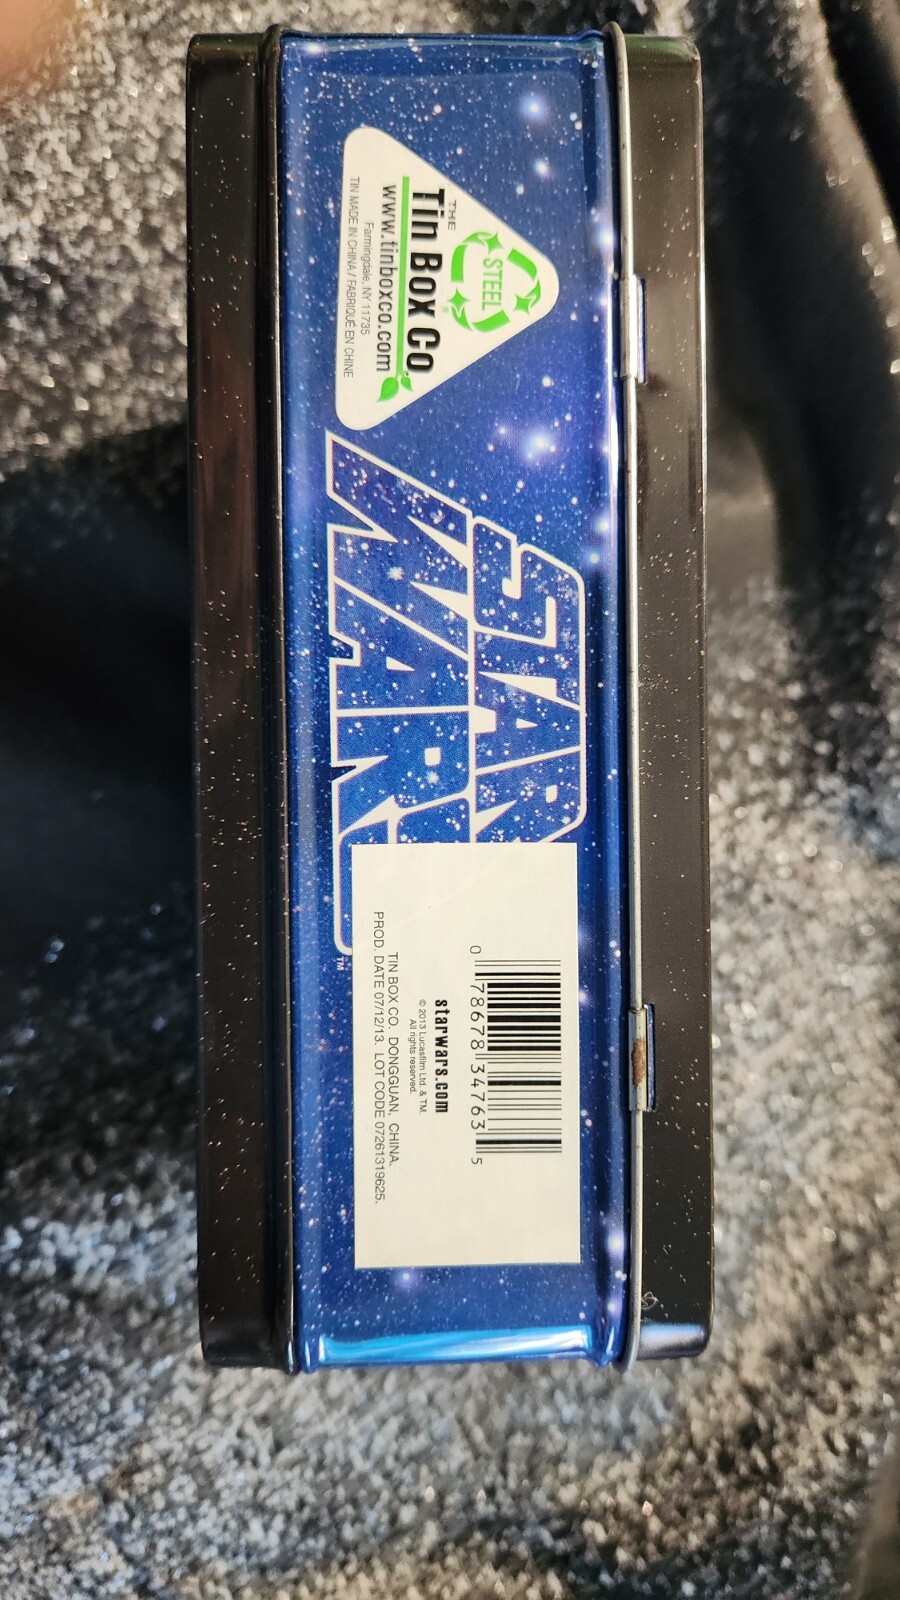 THE
Tin Box Co.
www.tinboxco.com
Farmingdale, NY 11735
TIN MADE IN CHINA / FABRIQUÉ EN CHINE
STEEL
®
STAR
WARS
TM
0 78678 34763 5
starwars.com
© 2013 Lucasfilm Ltd. & TM.
All rights reserved.
TIN BOX CO. DONGGUAN, CHINA.
PROD. DATE 07/12/13. LOT CODE 07261319625.